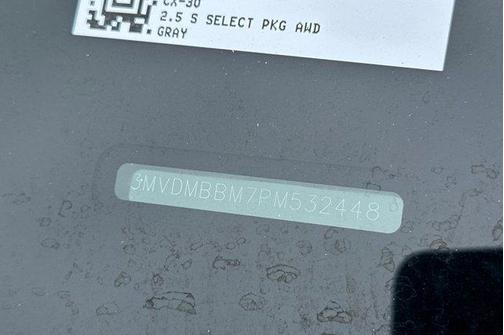 CX-30
2.5 S SELECT PKG AWD
GRAY
3MVDMBBM7PM532448